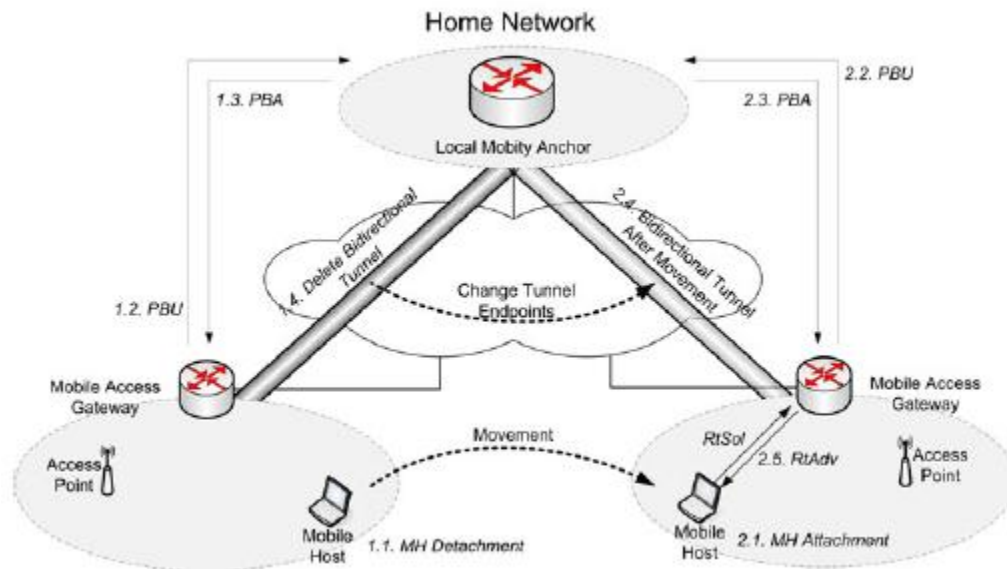 Home Network
2.2. PBU
1.3. PBA
2.3. PBA
Local Mobity Anchor
1.4. Delete Bidirectional
Tunnel
2.4. Bidirectional Tunnel
After Movement
Change Tunnel
Endpoints
1.2. PBU
Mobile Access
Gateway
Mobile Access
Gateway
Movement
RtSol
2.5. RtAdv
Access
Point
Access
Point
Mobile
Host
1.1. MH Detachment
Mobile
Host
2.1. MH Attachment